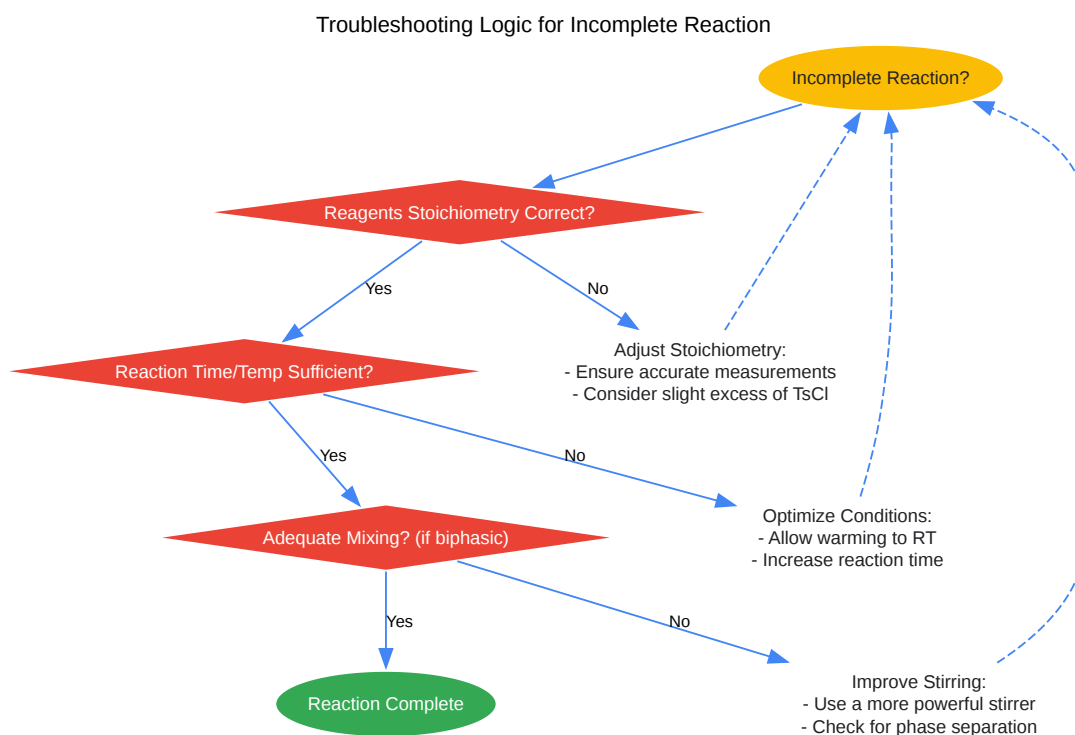 Troubleshooting Logic for Incomplete Reaction
Incomplete Reaction?
Reagents Stoichiometry Correct?
Yes
No
Adjust Stoichiometry:
- Ensure accurate measurements
- Consider slight excess of TsCl
Reaction Time/Temp Sufficient?
Yes
No
Optimize Conditions:
- Allow warming to RT
- Increase reaction time
Adequate Mixing? (if biphasic)
Yes
No
Improve Stirring:
- Use a more powerful stirrer
- Check for phase separation
Reaction Complete